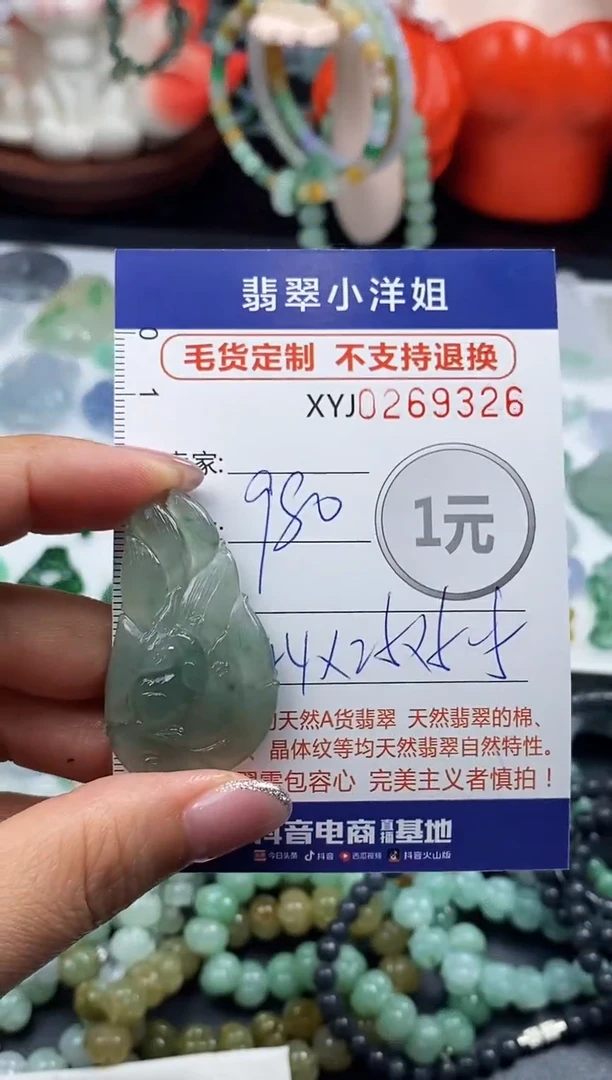 翡翠小洋姐
毛货定制 不支持退换
0
1
XYJ0269326
家:
980
1元
天然A货翡翠 天然翡翠的棉、
晶体纹等均天然翡翠自然特性。
需包容心 完美主义者慎拍！
抖音电商直播基地
今日头条 抖音 西瓜视频 抖音火山版